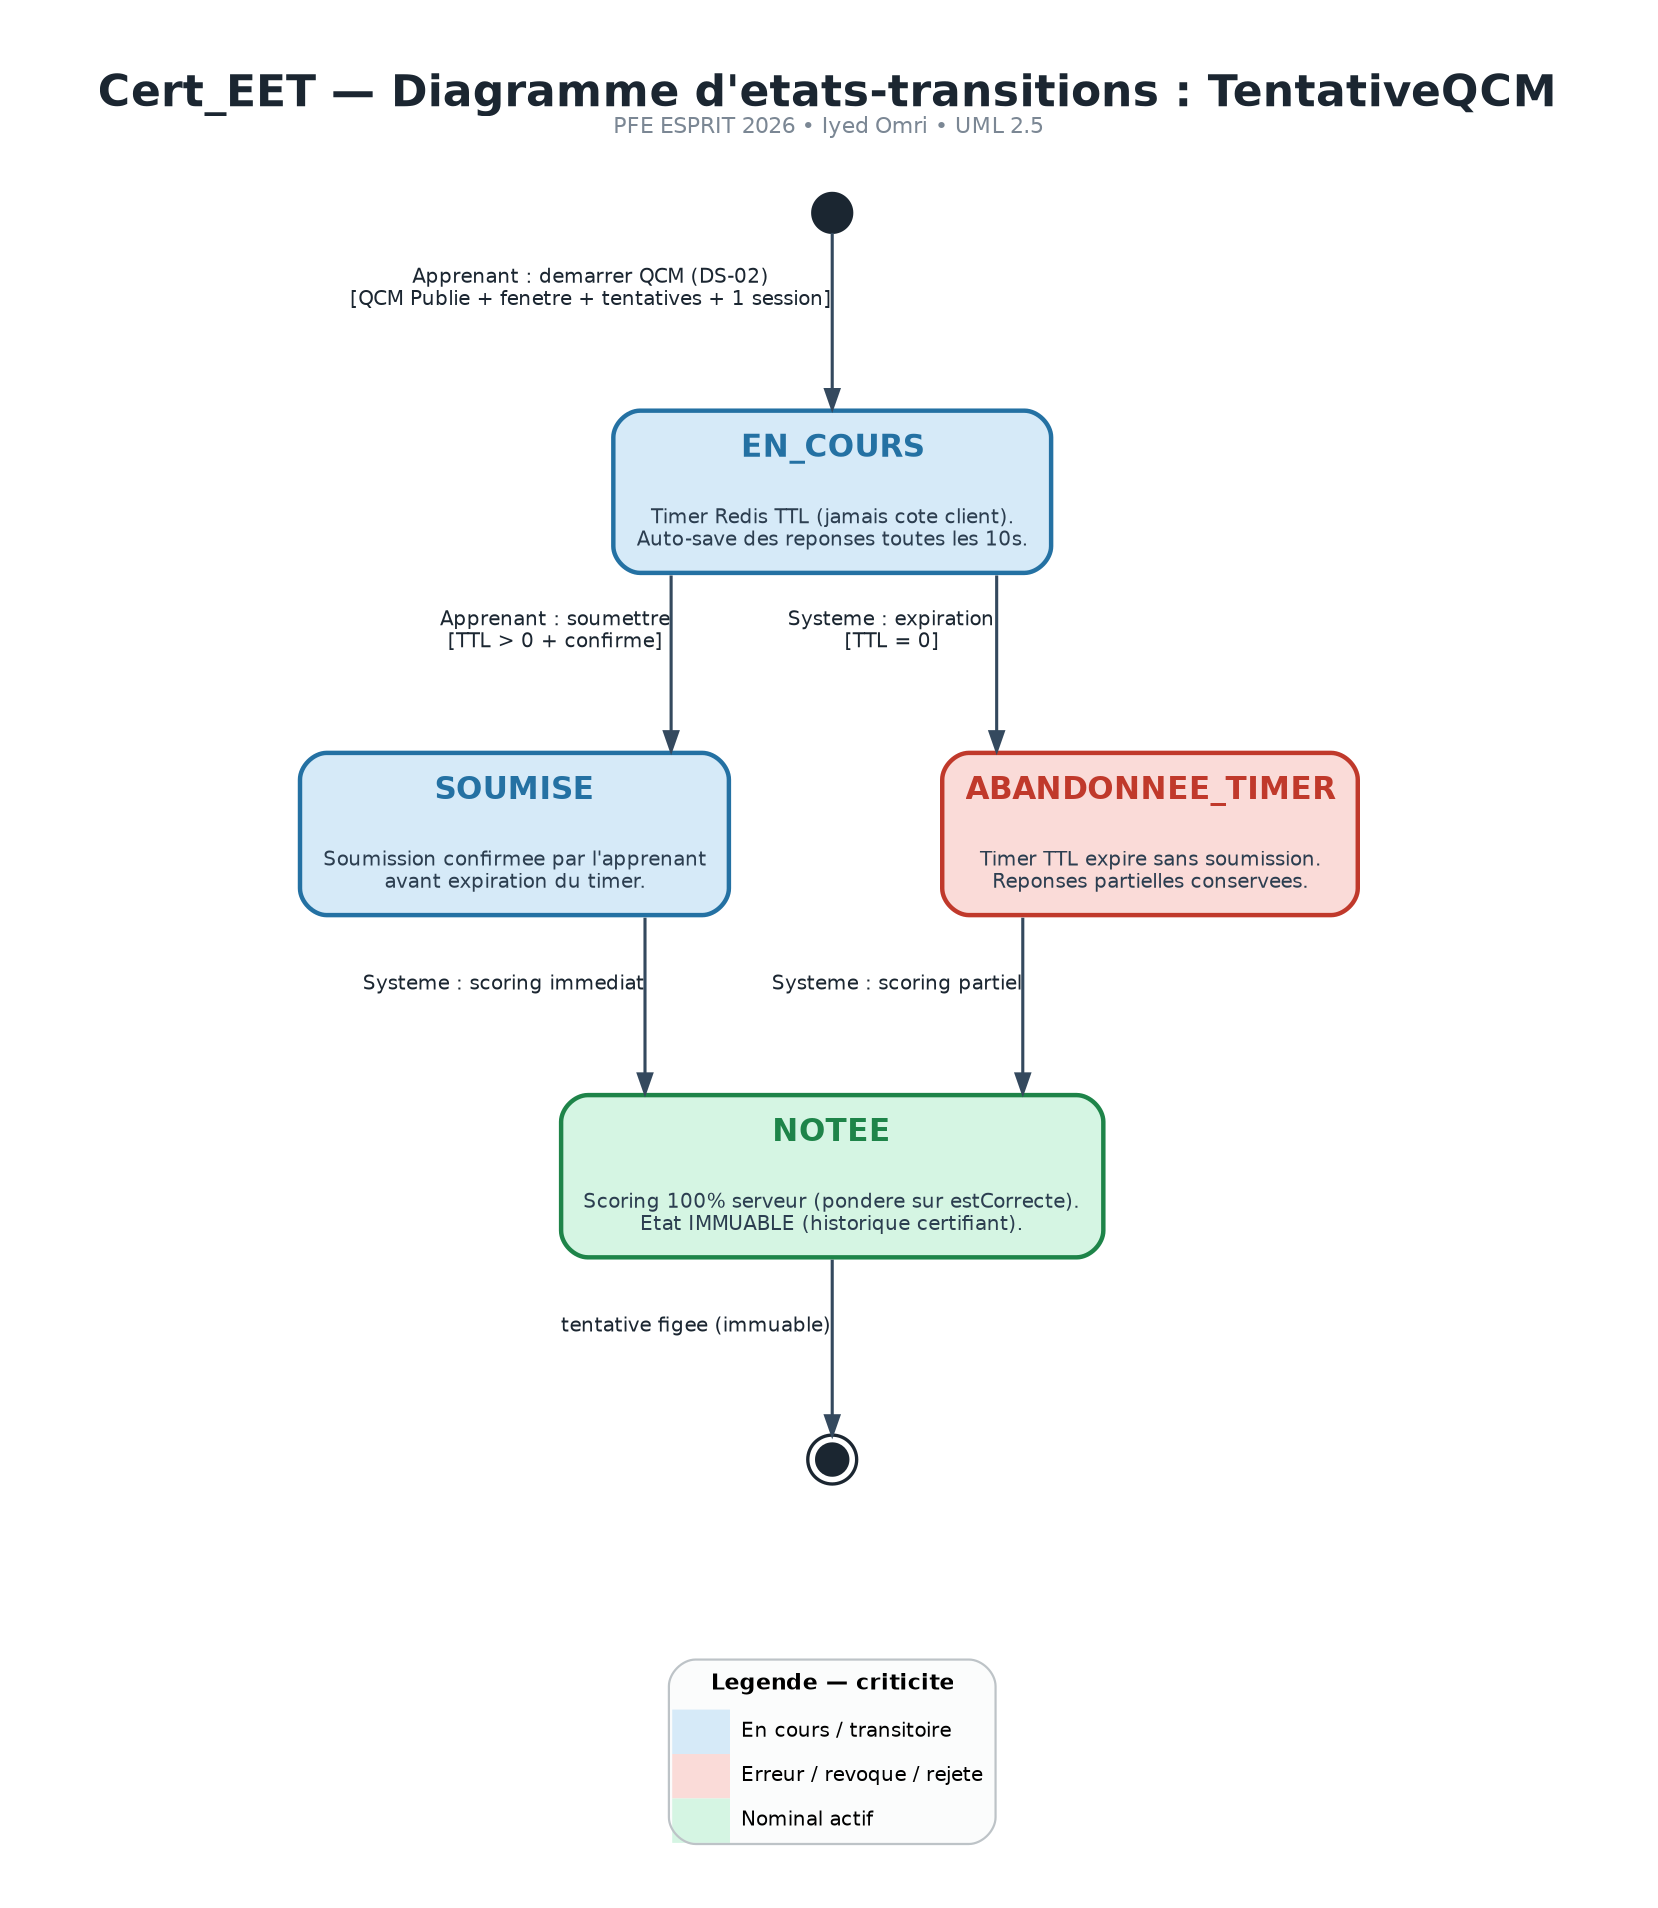 Cert_EET — Diagramme d'etats-transitions : TentativeQCM
PFE ESPRIT 2026 • Iyed Omri • UML 2.5
Apprenant : demarrer QCM (DS-02)
[QCM Publie + fenetre + tentatives + 1 session]
EN_COURS
Timer Redis TTL (jamais cote client).
Auto-save des reponses toutes les 10s.
Apprenant : soumettre
[TTL > 0 + confirme]
Systeme : expiration
[TTL = 0]
SOUMISE
Soumission confirmee par l'apprenant
avant expiration du timer.
ABANDONNEE_TIMER
Timer TTL expire sans soumission.
Reponses partielles conservees.
Systeme : scoring immediat
Systeme : scoring partiel
NOTEE
Scoring 100% serveur (pondere sur estCorrecte).
Etat IMMUABLE (historique certifiant).
tentative figee (immuable)
Legende — criticite
En cours / transitoire
Erreur / revoque / rejete
Nominal actif